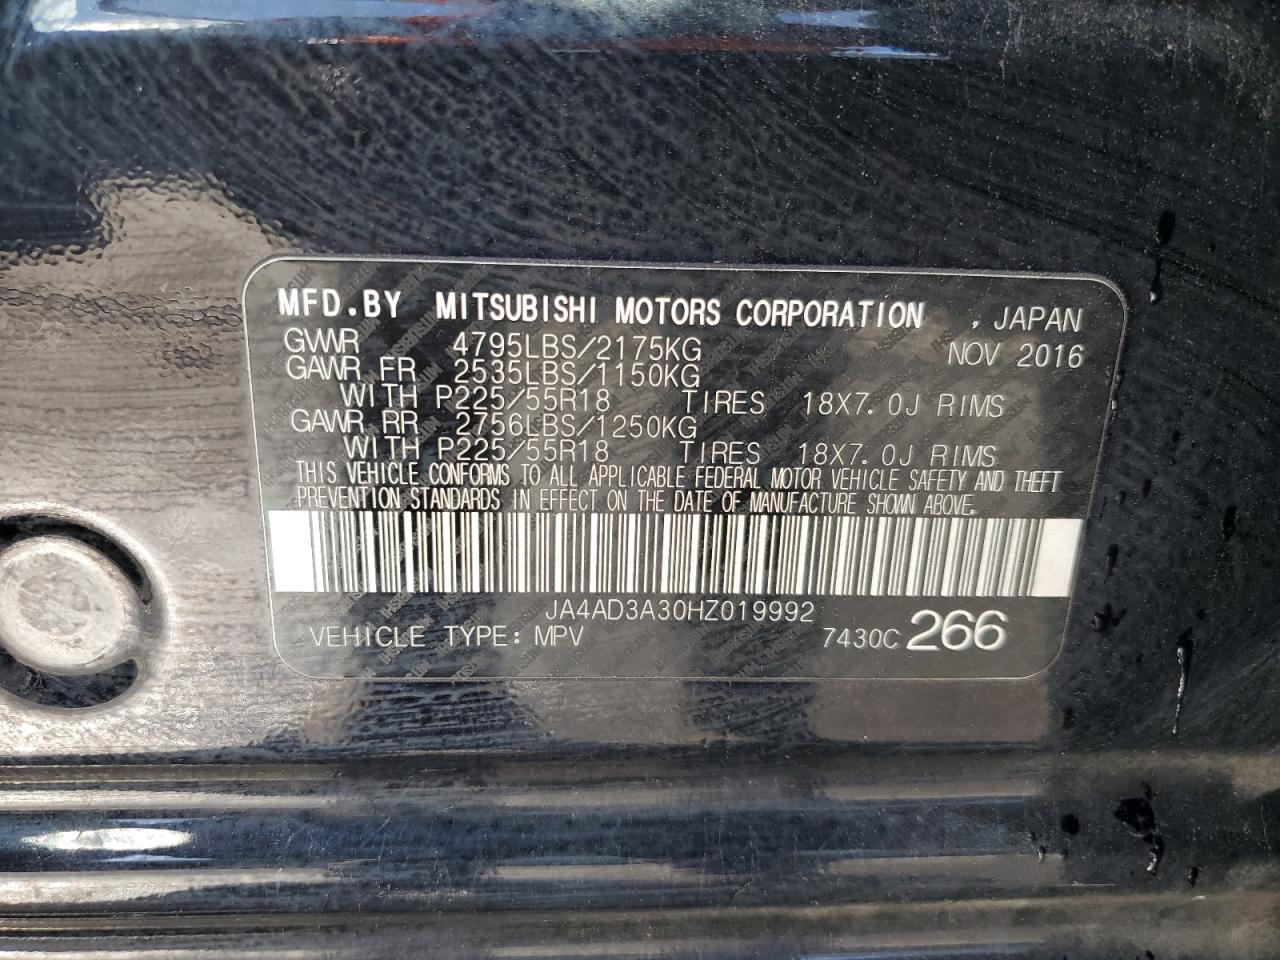 MFD.BY MITSUBISHI MOTORS CORPORATION , JAPAN
GVWR 4795LBS/2175KG NOV 2016
GAWR FR 2535LBS/1150KG
WITH P225/55R18 TIRES 18X7.0J RIMS
GAWR RR 2756LBS/1250KG
WITH P225/55R18 TIRES 18X7.0J RIMS
THIS VEHICLE CONFORMS TO ALL APPLICABLE FEDERAL MOTOR VEHICLE SAFETY AND THEFT
PREVENTION STANDARDS IN EFFECT ON THE DATE OF MANUFACTURE SHOWN ABOVE.
JA4AD3A30HZ019992
VEHICLE TYPE: MPV 7430C 266